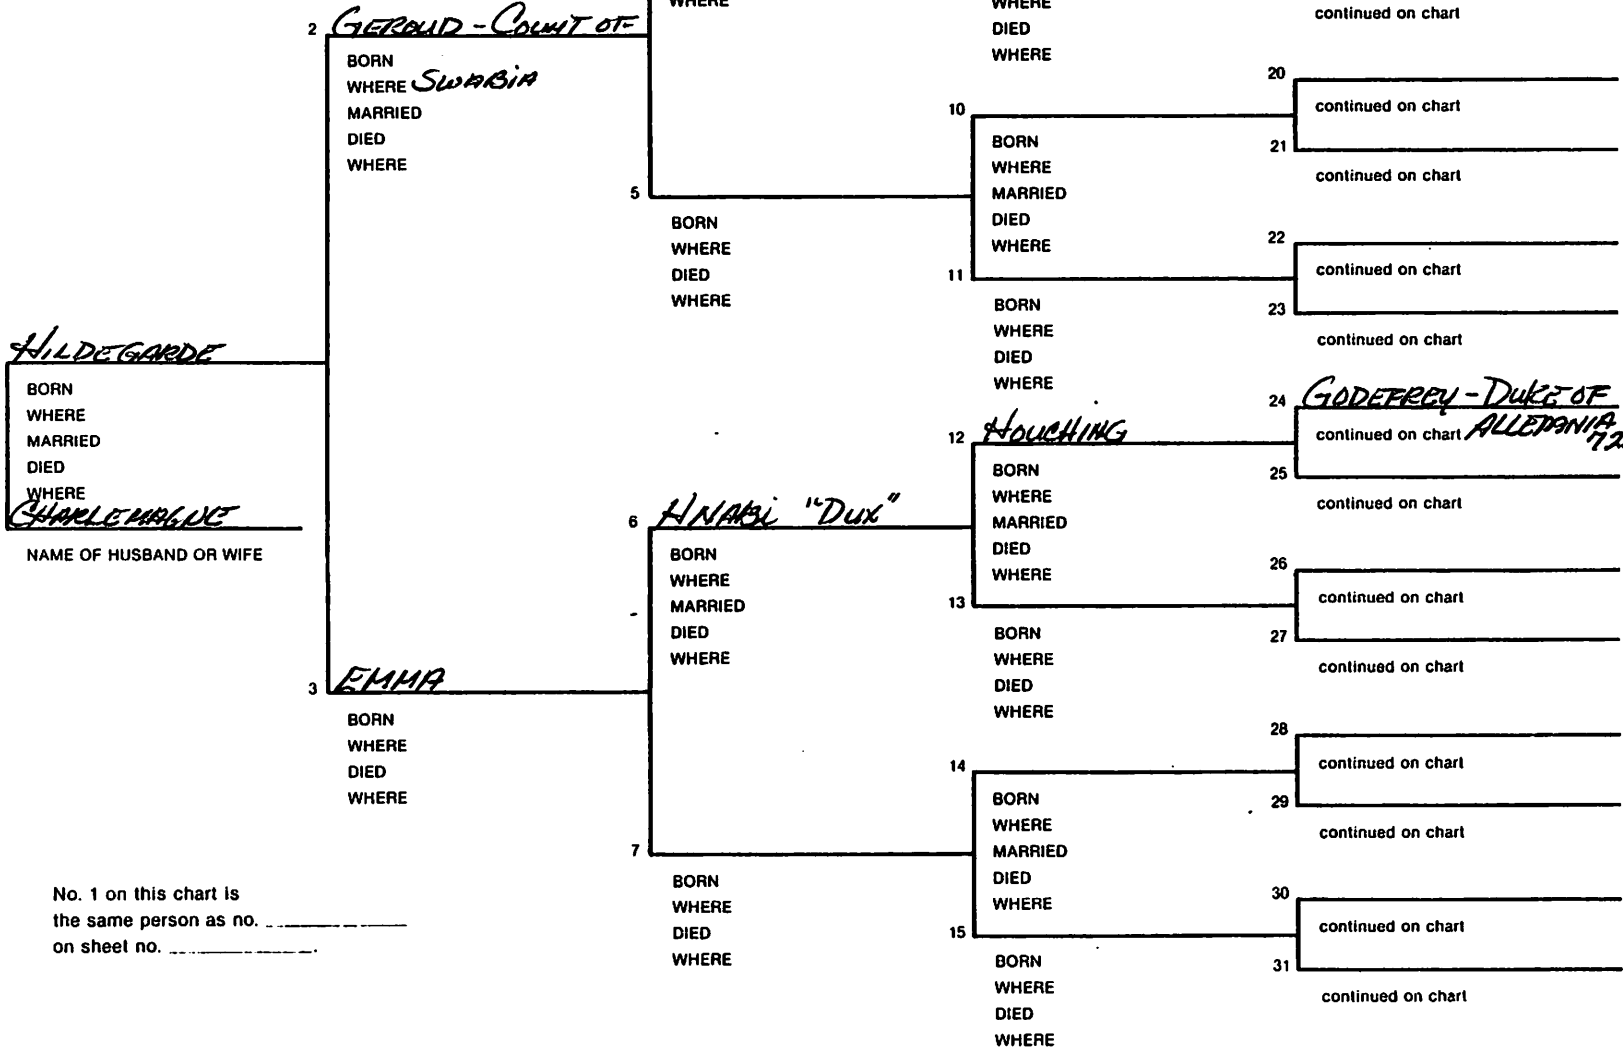 WHERE
2 GEROUD - COUNT OF
BORN
WHERE SWABIA
MARRIED
DIED
WHERE
HILDEGARDE
BORN
WHERE
MARRIED
DIED
WHERE
CHARLEMAGNE
NAME OF HUSBAND OR WIFE
3 EMMA
BORN
WHERE
DIED
WHERE
No. 1 on this chart is
the same person as no.
on sheet no.
5
BORN
WHERE
DIED
WHERE
6 HNABI "DUX"
BORN
WHERE
MARRIED
DIED
WHERE
7
BORN
WHERE
DIED
WHERE
WHERE
DIED
WHERE
10
BORN
WHERE
MARRIED
DIED
WHERE
11
BORN
WHERE
DIED
WHERE
12 HOUCHING
BORN
WHERE
MARRIED
DIED
WHERE
13
BORN
WHERE
DIED
WHERE
14
BORN
WHERE
MARRIED
DIED
WHERE
15
BORN
WHERE
DIED
WHERE
continued on chart
20
continued on chart
21
continued on chart
22
continued on chart
23
continued on chart
24 GODEFREY - DUKE OF
continued on chart ALLEMANIA
25
continued on chart
26
continued on chart
27
continued on chart
28
continued on chart
29
continued on chart
30
continued on chart
31
continued on chart